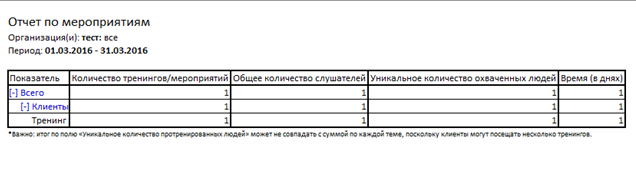 Отчет по мероприятиям
Организация(и): тест: все
Период: 01.03.2016 - 31.03.2016
Показатель Количество тренингов/мероприятий Общее количество слушателей Уникальное количество охваченных людей Время (в днях)
[-] Всего 1 1 1 1
[-] Клиенты 1 1 1 1
Тренинг 1 1 1 1
*Важно: итог по полю «Уникальное количество протренированных людей» может не совпадать с суммой по каждой теме, поскольку клиенты могут посещать несколько тренингов.